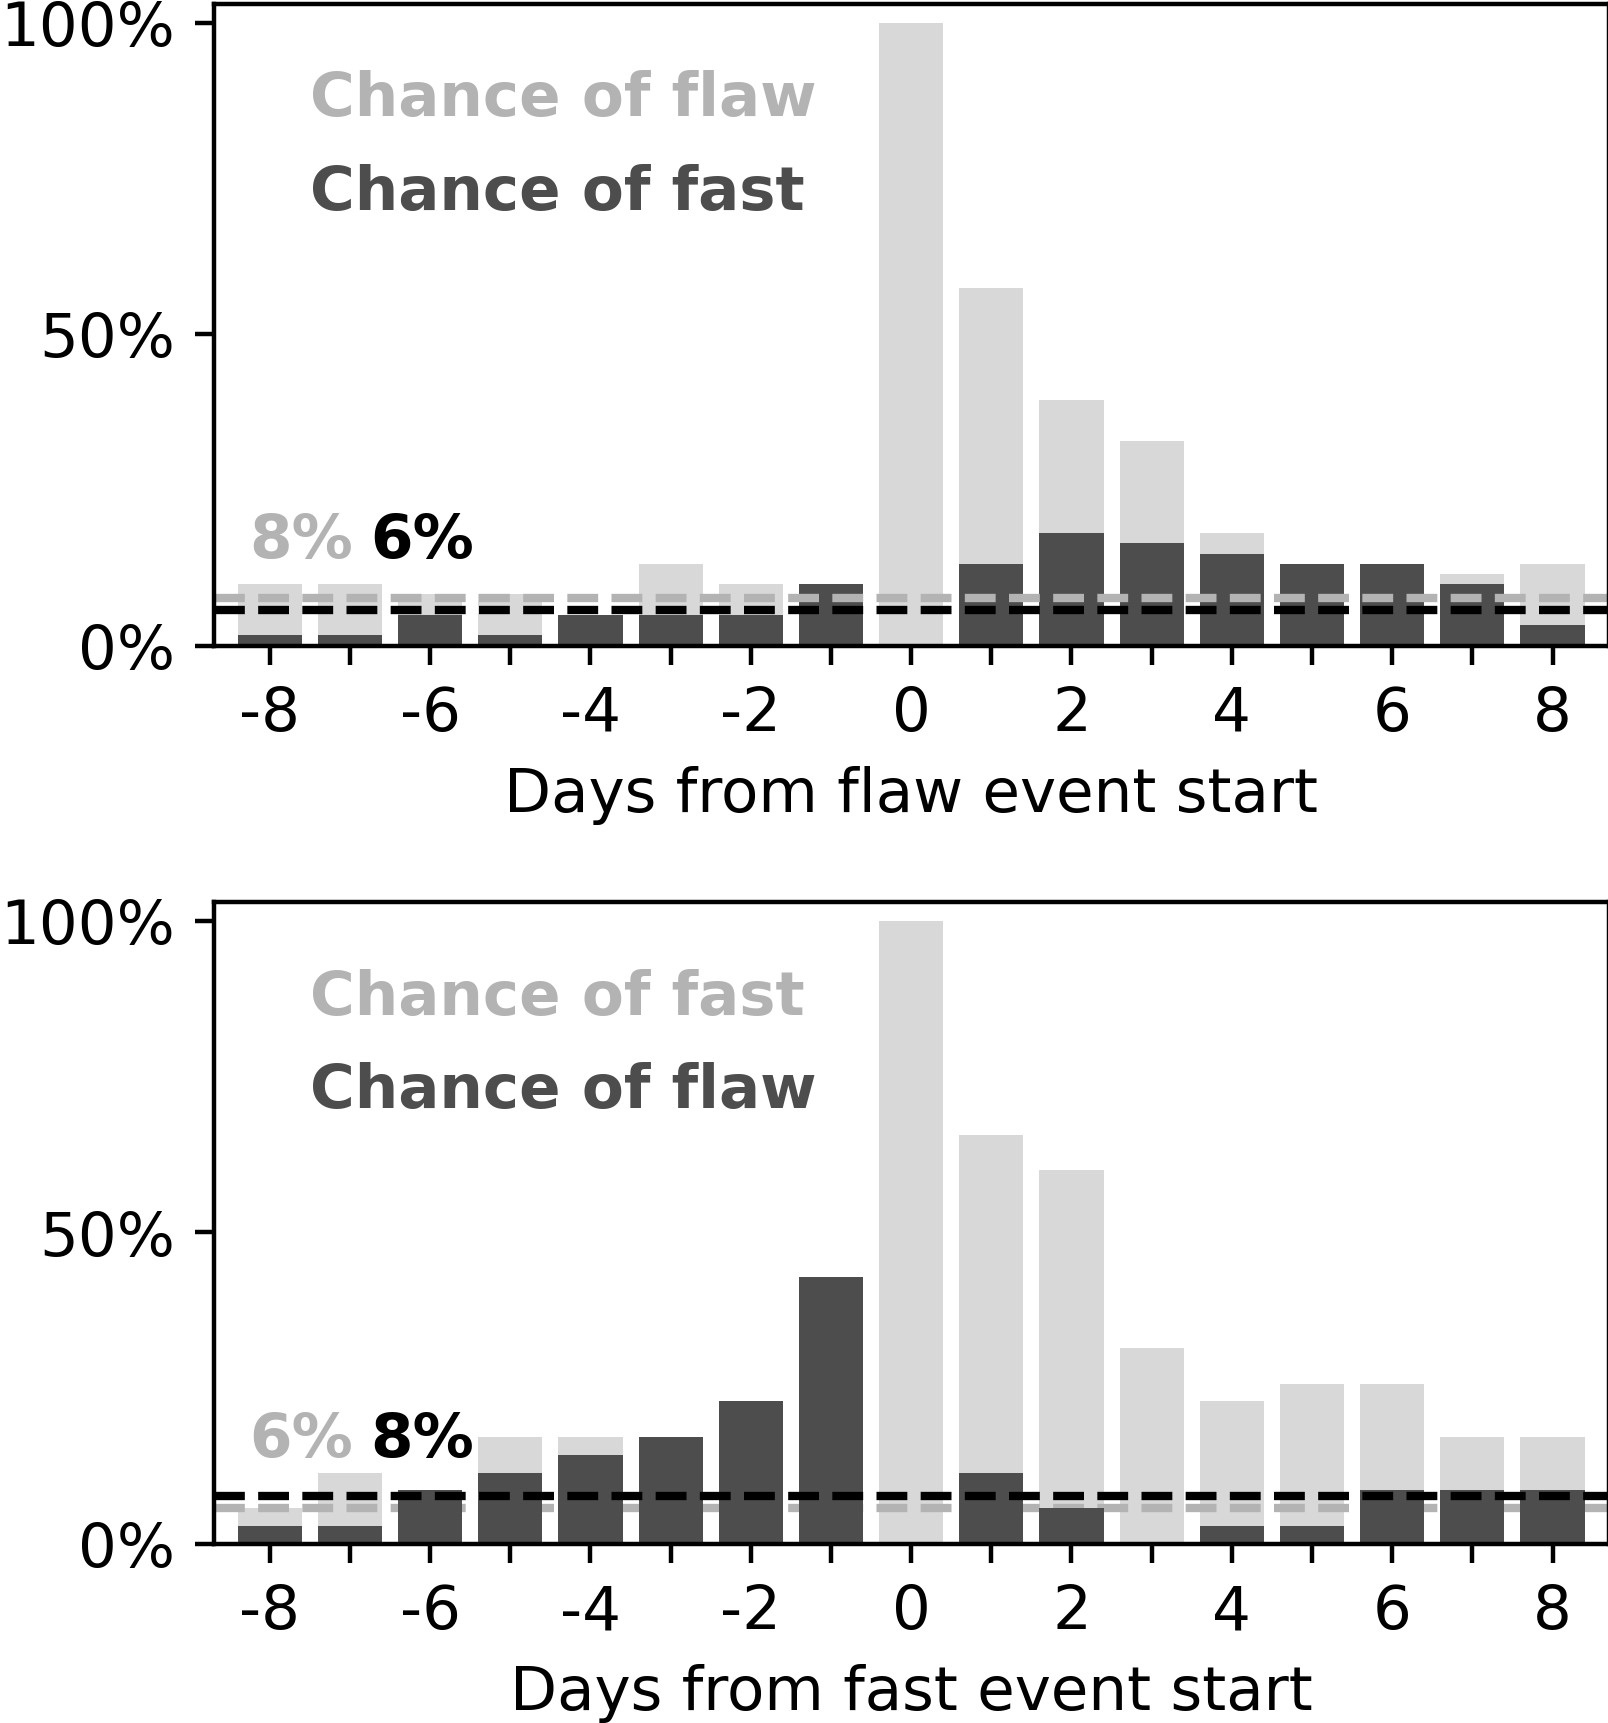 100%
Chance of flaw
Chance of fast
50%
8% 6%
0%
-8 -6 -4 -2 0 2 4 6 8
Days from flaw event start
100%
Chance of fast
Chance of flaw
50%
6% 8%
0%
-8 -6 -4 -2 0 2 4 6 8
Days from fast event start